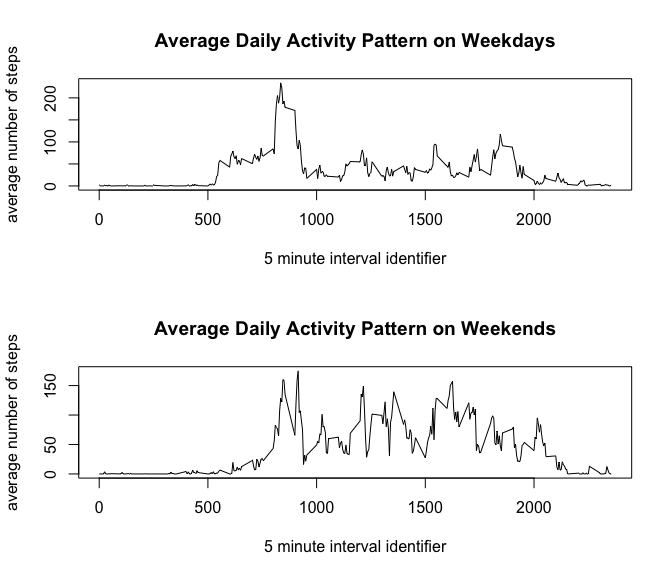 Average Daily Activity Pattern on Weekdays
average number of steps
200
100
0
0 500 1000 1500 2000
5 minute interval identifier
Average Daily Activity Pattern on Weekends
average number of steps
150
50
0
0 500 1000 1500 2000
5 minute interval identifier